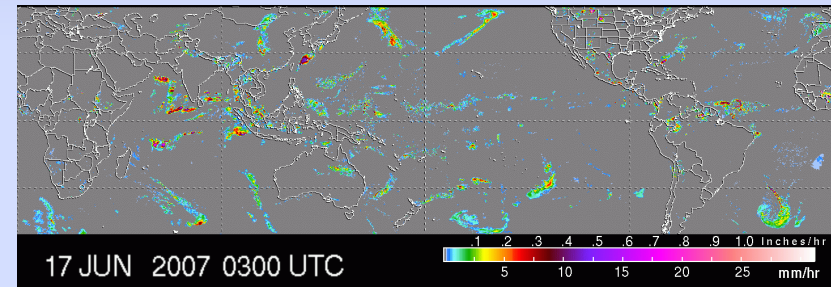 .1 .2 .3 .4 .5 .6 .7 .8 .9 1.0 Inches/hr
17 JUN 2007 0300 UTC
5 10 15 20 25 mm/hr